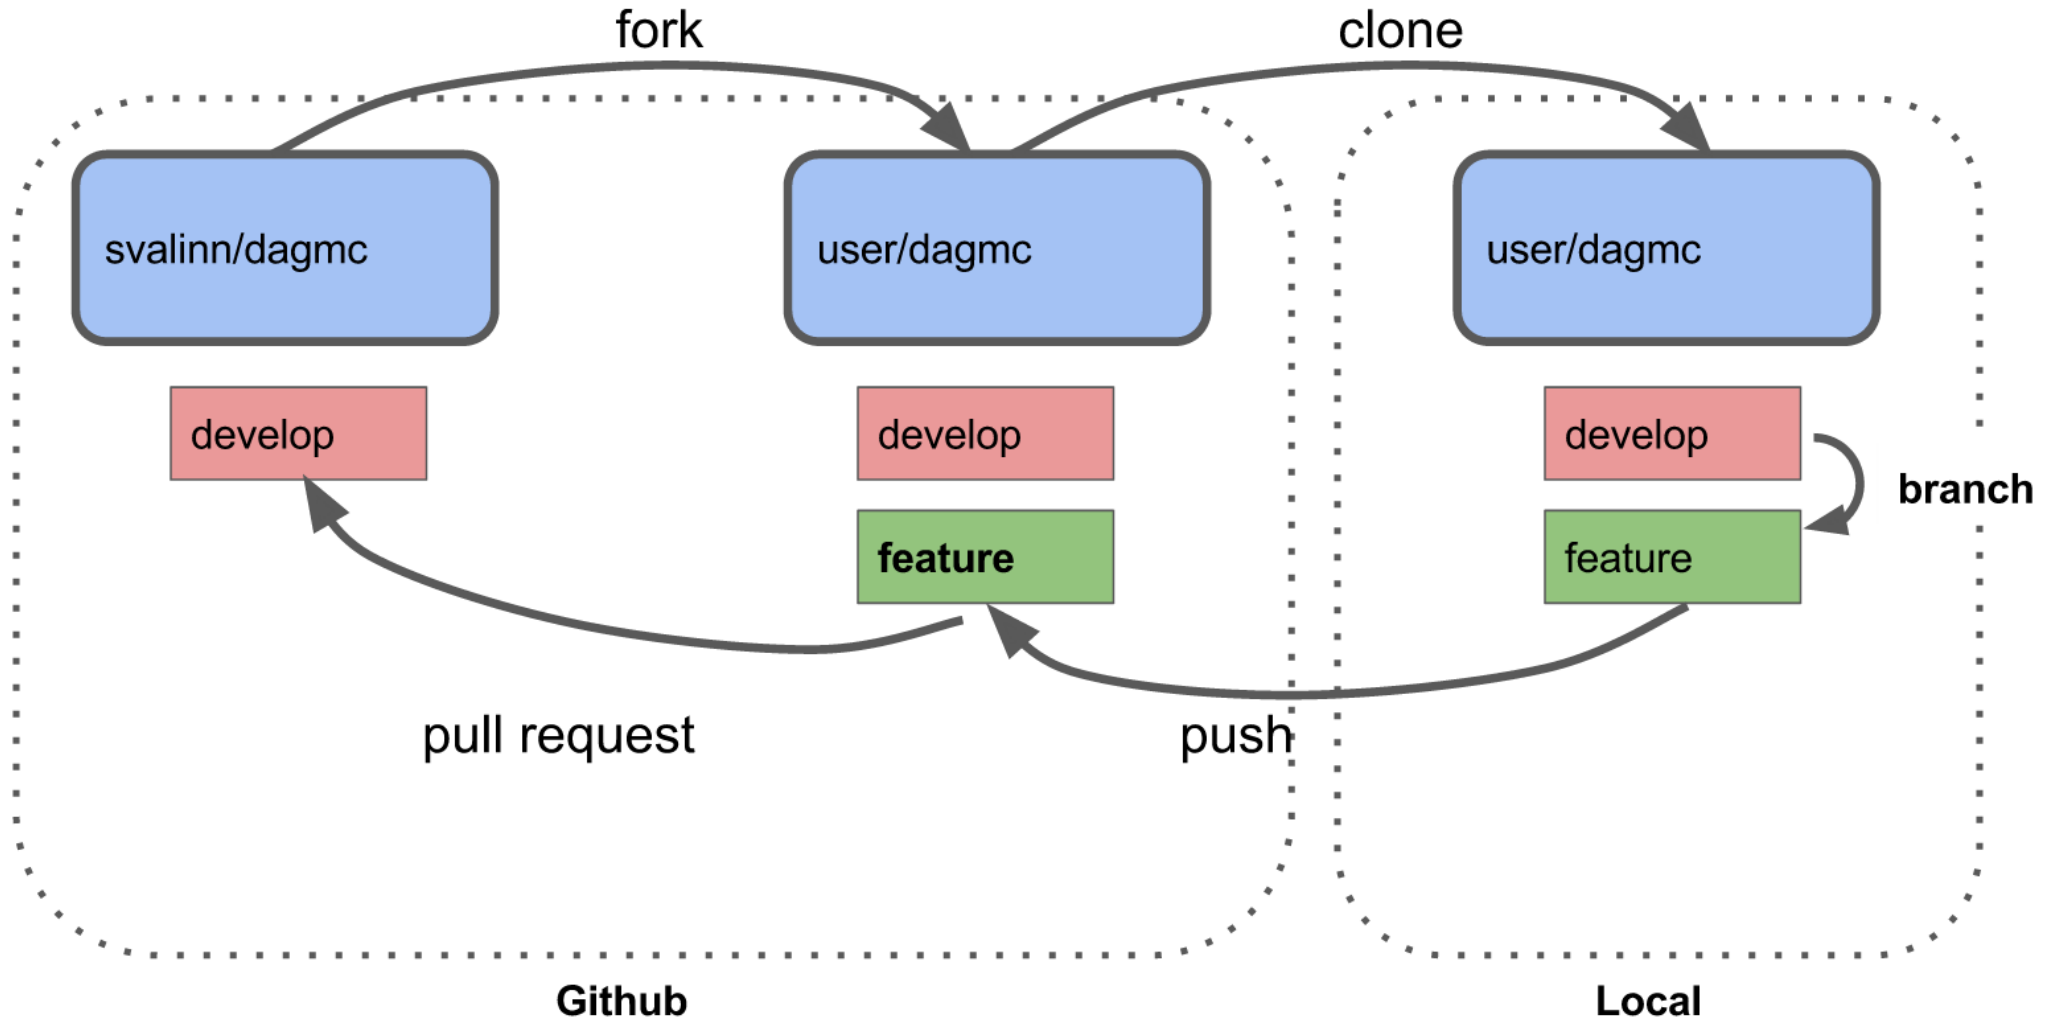 fork
clone
svalinn/dagmc
user/dagmc
user/dagmc
develop
develop
develop
branch
feature
feature
pull request
push
Github
Local